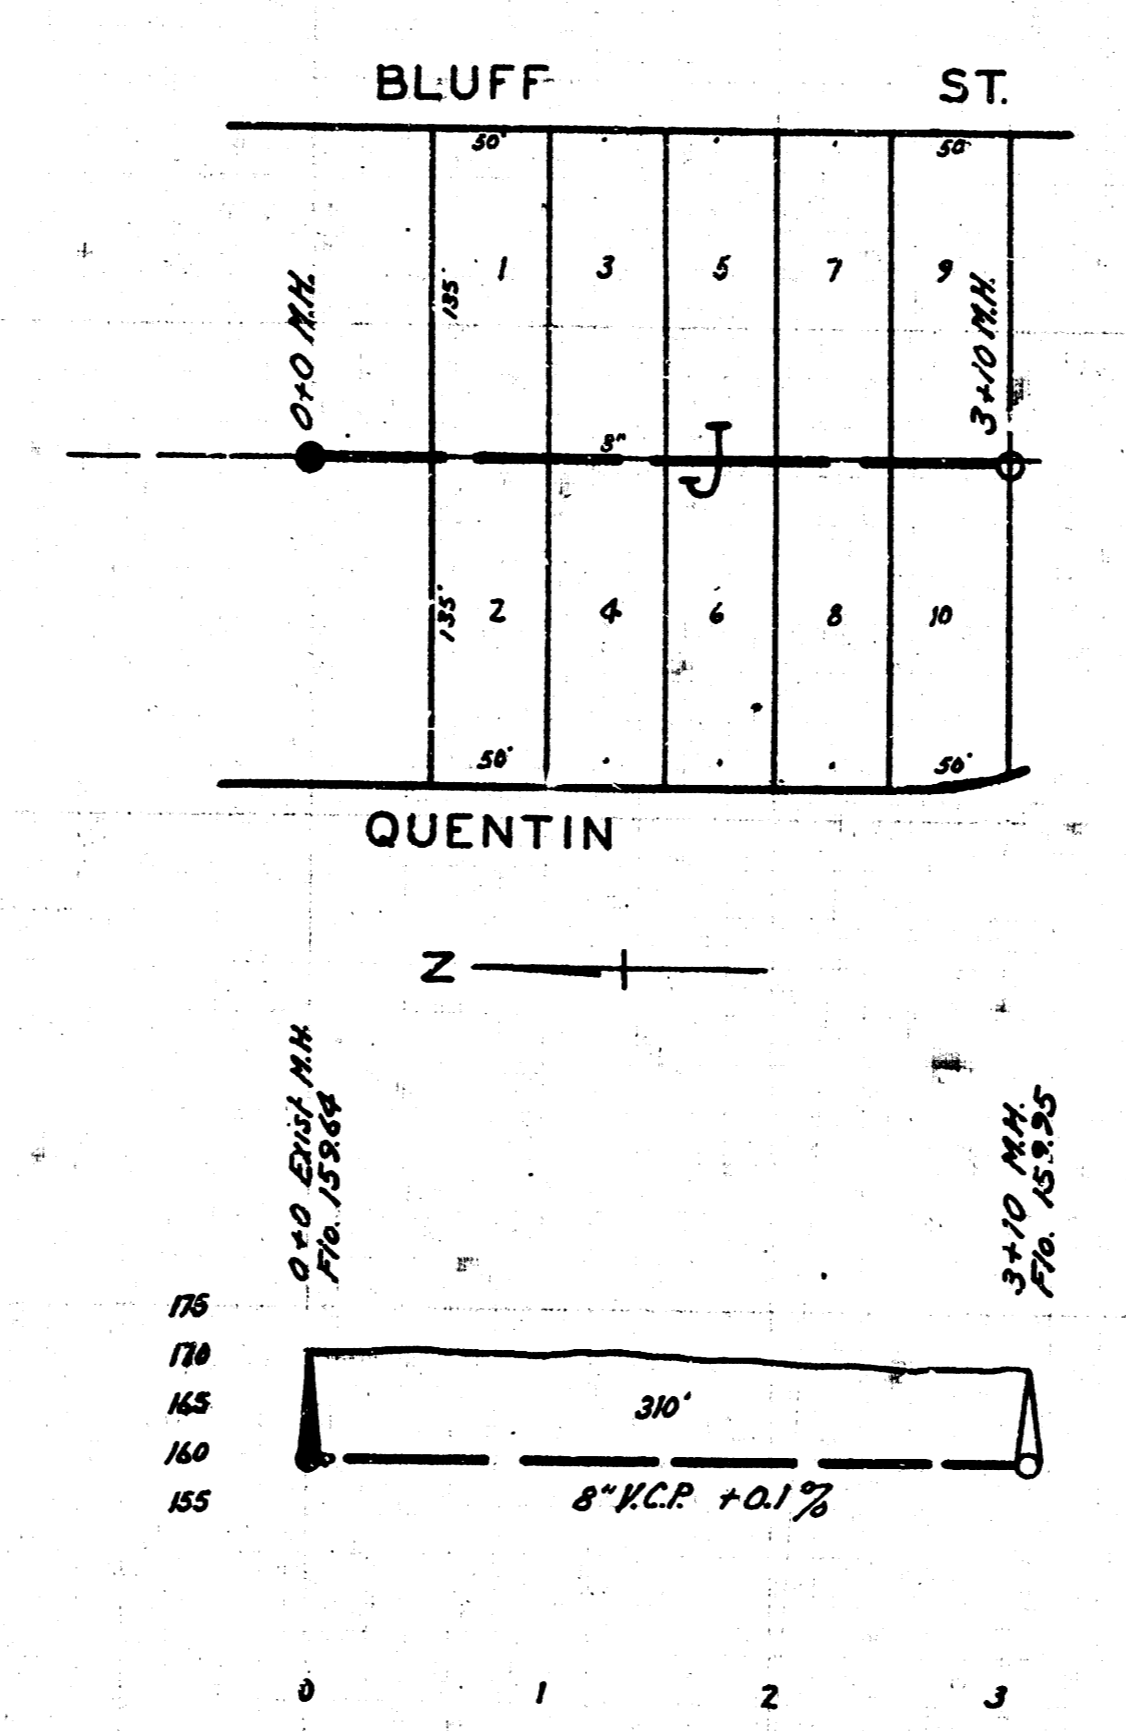 BLUFF ST.
50' 50'
1 3 5 7 9
135'
0+0 M.H.
3+10 M.H.
8"
J
135'
2 4 6 8 10
50' 50'
QUENTIN
Z
0+0 Exist M.H.
Flo. 159.64
3+10 M.H.
Flo. 159.95
175
170
165
310'
160
155
8" V.C.P. +0.1%
0 1 2 3